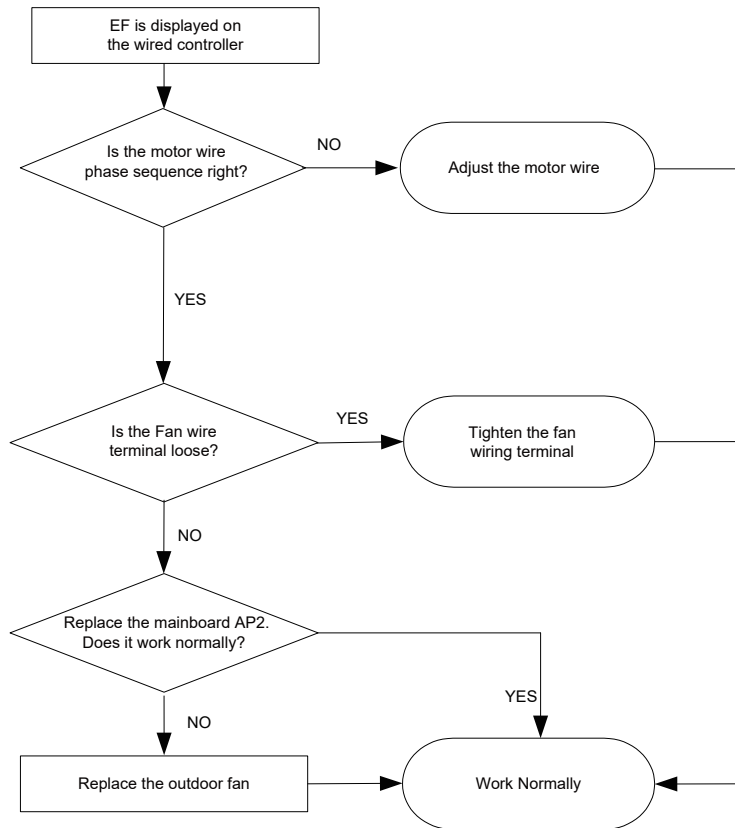 EF is displayed on
the wired controller
Is the motor wire
phase sequence right?
NO
Adjust the motor wire
YES
Is the Fan wire
terminal loose?
YES
Tighten the fan
wiring terminal
NO
Replace the mainboard AP2.
Does it work normally?
YES
NO
Replace the outdoor fan
Work Normally